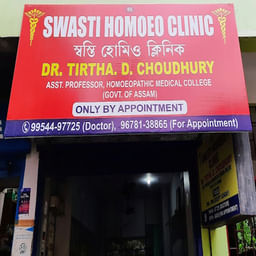 SWASTI HOMOEO CLINIC
স্বস্তি হোমিও ক্লিনিক
DR. TIRTHA. D. CHOUDHURY
ASST. PROFESSOR, HOMOEOPATHIC MEDICAL COLLEGE
(GOVT. OF ASSAM)
ONLY BY APPOINTMENT
99544-97725 (Doctor), 96781-38865 (For Appointment)